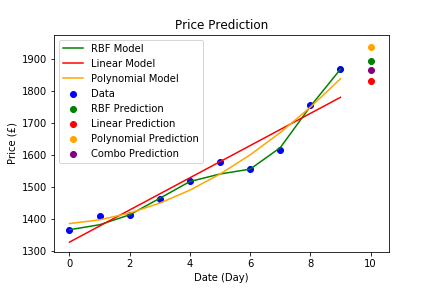 Price Prediction
RBF Model
Linear Model
Polynomial Model
Data
RBF Prediction
Linear Prediction
Polynomial Prediction
Combo Prediction
1900
1800
1700
1600
1500
1400
1300
Price (£)
0 2 4 6 8 10
Date (Day)